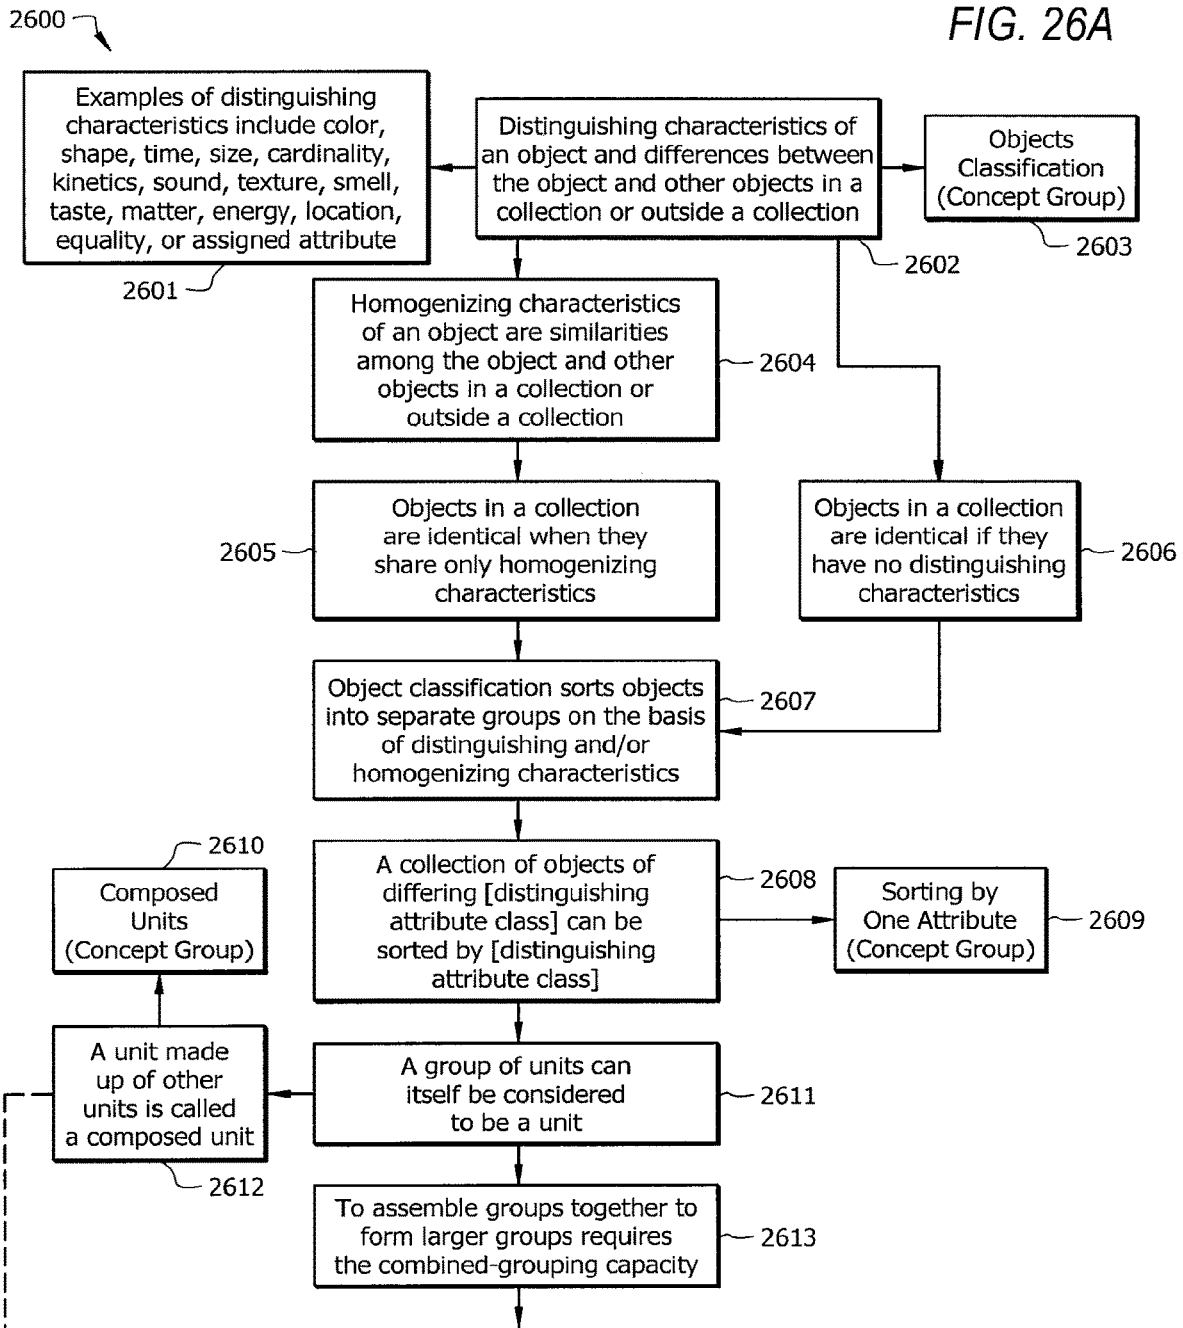 2600
FIG. 26A
Examples of distinguishing
characteristics include color,
shape, time, size, cardinality,
kinetics, sound, texture, smell,
taste, matter, energy, location,
equality, or assigned attribute
2601
Distinguishing characteristics of
an object and differences between
the object and other objects in a
collection or outside a collection
2602
Objects
Classification
(Concept Group)
2603
Homogenizing characteristics
of an object are similarities
among the object and other
objects in a collection or
outside a collection
2604
Objects in a collection
are identical when they
share only homogenizing
characteristics
2605
Objects in a collection
are identical if they
have no distinguishing
characteristics
2606
Object classification sorts objects
into separate groups on the basis
of distinguishing and/or
homogenizing characteristics
2607
A collection of objects of
differing [distinguishing
attribute class] can be
sorted by [distinguishing
attribute class]
2608
Sorting by
One Attribute
(Concept Group)
2609
2610
Composed
Units
(Concept Group)
A unit made
up of other
units is called
a composed unit
2612
A group of units can
itself be considered
to be a unit
2611
To assemble groups together to
form larger groups requires
the combined-grouping capacity
2613